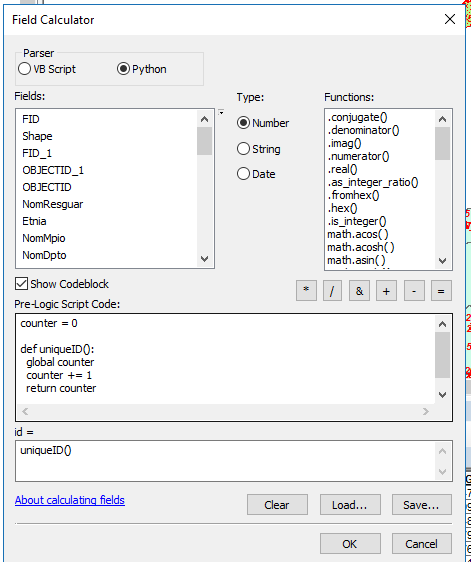 Field Calculator
Parser
VB Script
Python
Fields:
Type:
Functions:
FID
Shape
FID_1
OBJECTID_1
OBJECTID
NomResguar
Etnia
NomMpio
NomDpto
Number
String
Date
.conjugate()
.denominator()
.imag()
.numerator()
.real()
.as_integer_ratio()
.fromhex()
.hex()
.is_integer()
math.acos( )
math.acosh( )
math.asin( )
Show Codeblock
* / & + - =
Pre-Logic Script Code:
counter = 0
def uniqueID():
global counter
counter += 1
return counter
id =
uniqueID()
About calculating fields
Clear
Load...
Save...
OK
Cancel